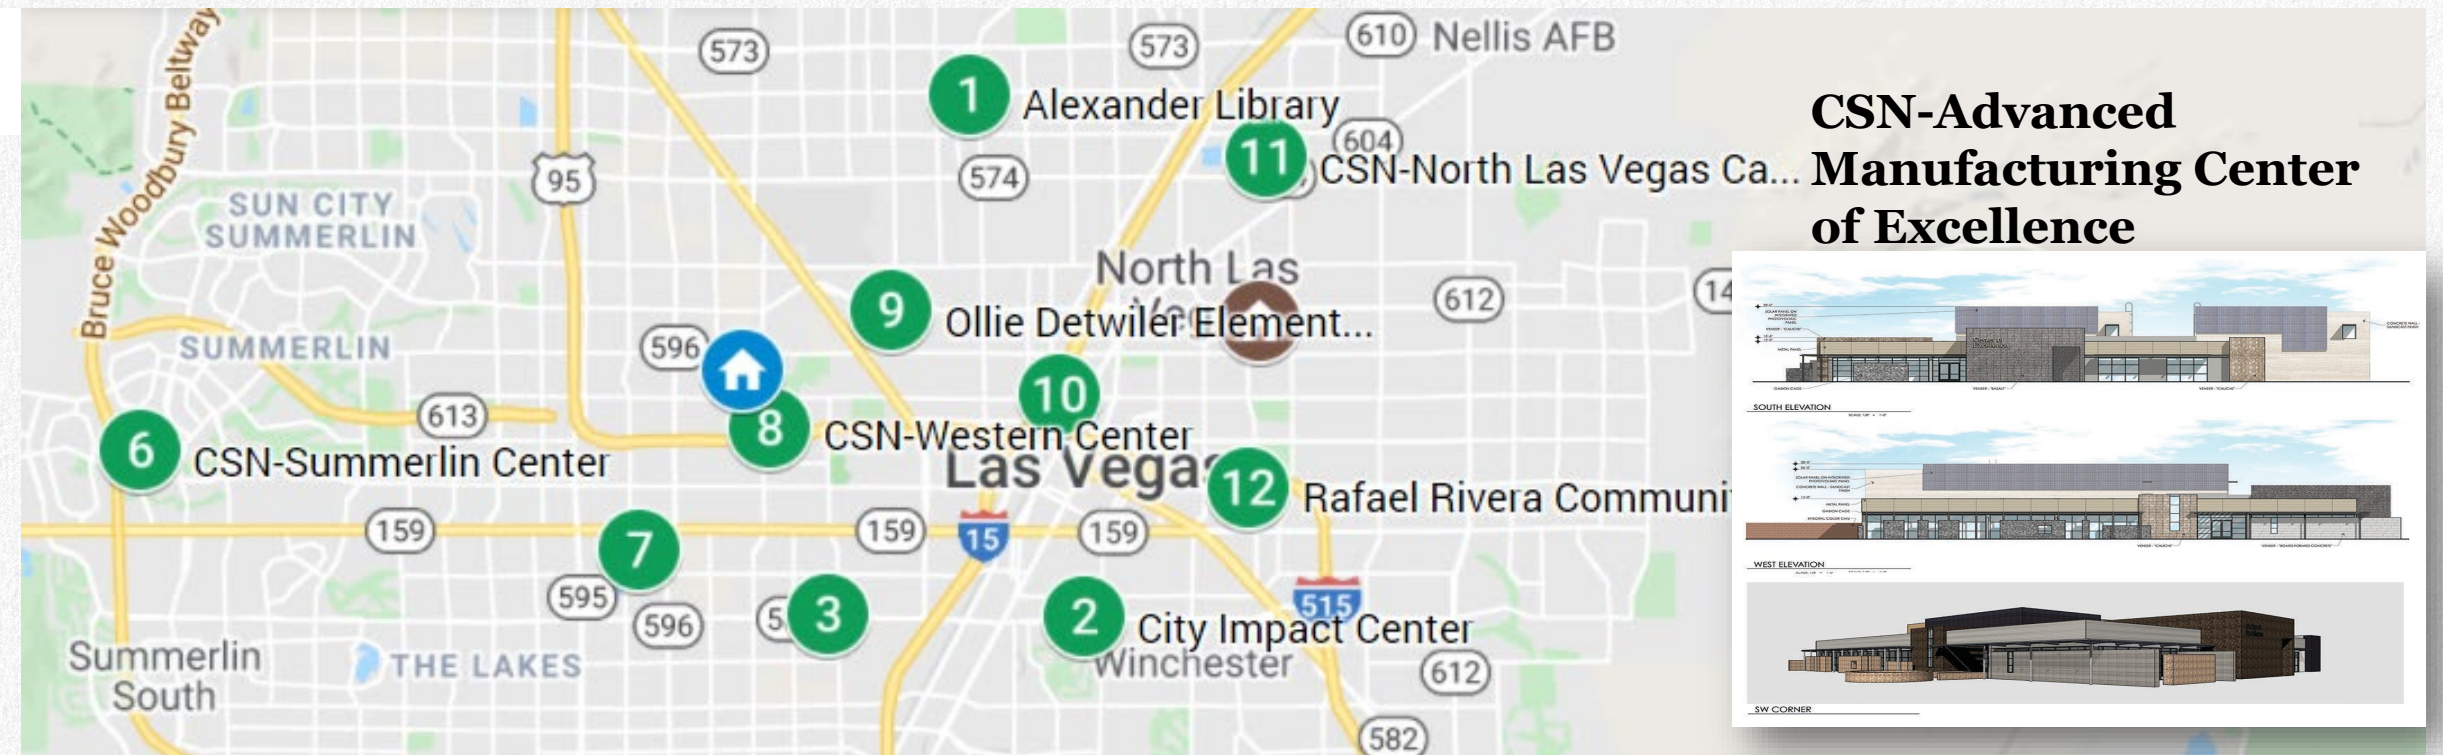 573
573
610
Nellis AFB
1
Alexander Library
604
11
CSN-North Las Vegas Ca...
574
95
Bruce Woodbury Beltway
SUN CITY
SUMMERLIN
CSN-Advanced
Manufacturing Center
of Excellence
North Las
9
Ollie Detwiler Element...
612
14
SUMMERLIN
596
10
613
8
CSN-Western Center
6
CSN-Summerlin Center
Las Vegas
12
Rafael Rivera Communi
159
7
159
15
159
595
596
3
2
City Impact Center
515
Winchester
612
Summerlin
South
THE LAKES
582
SOUTH ELEVATION
WEST ELEVATION
SW CORNER